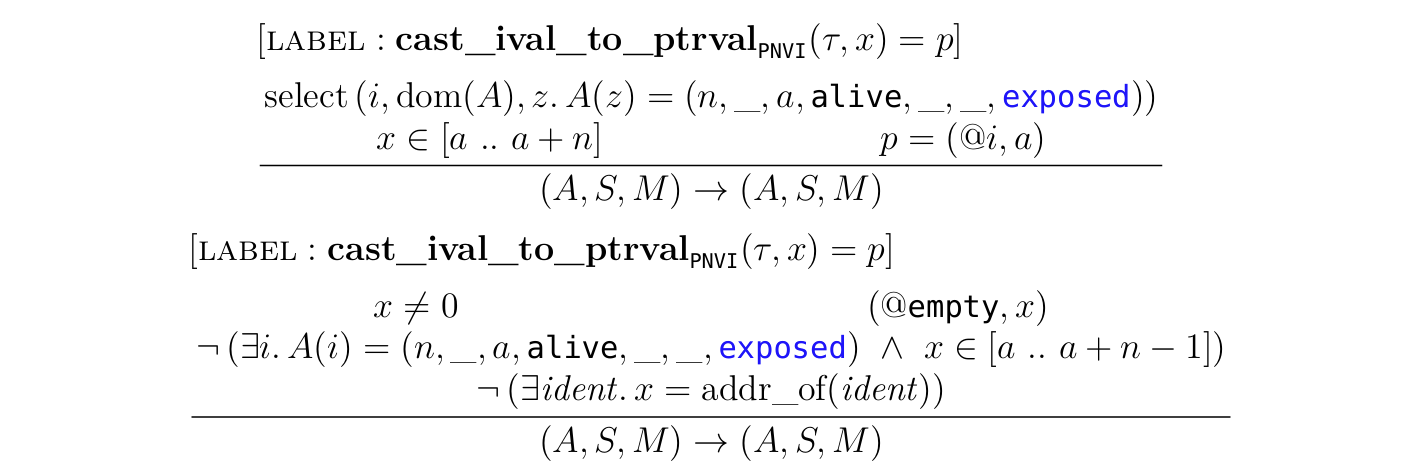 [LABEL : cast_ival_to_ptrval_PNVI(τ, x) = p]
select (i, dom(A), z. A(z) = (n, _, a, alive, _, _, exposed))
x ∈ [a .. a + n] p = (@i, a)
(A, S, M) → (A, S, M)
[LABEL : cast_ival_to_ptrval_PNVI(τ, x) = p]
x ≠ 0 (@empty, x)
¬ (∃i. A(i) = (n, _, a, alive, _, _, exposed) ∧ x ∈ [a .. a + n − 1])
¬ (∃ident. x = addr_of(ident))
(A, S, M) → (A, S, M)